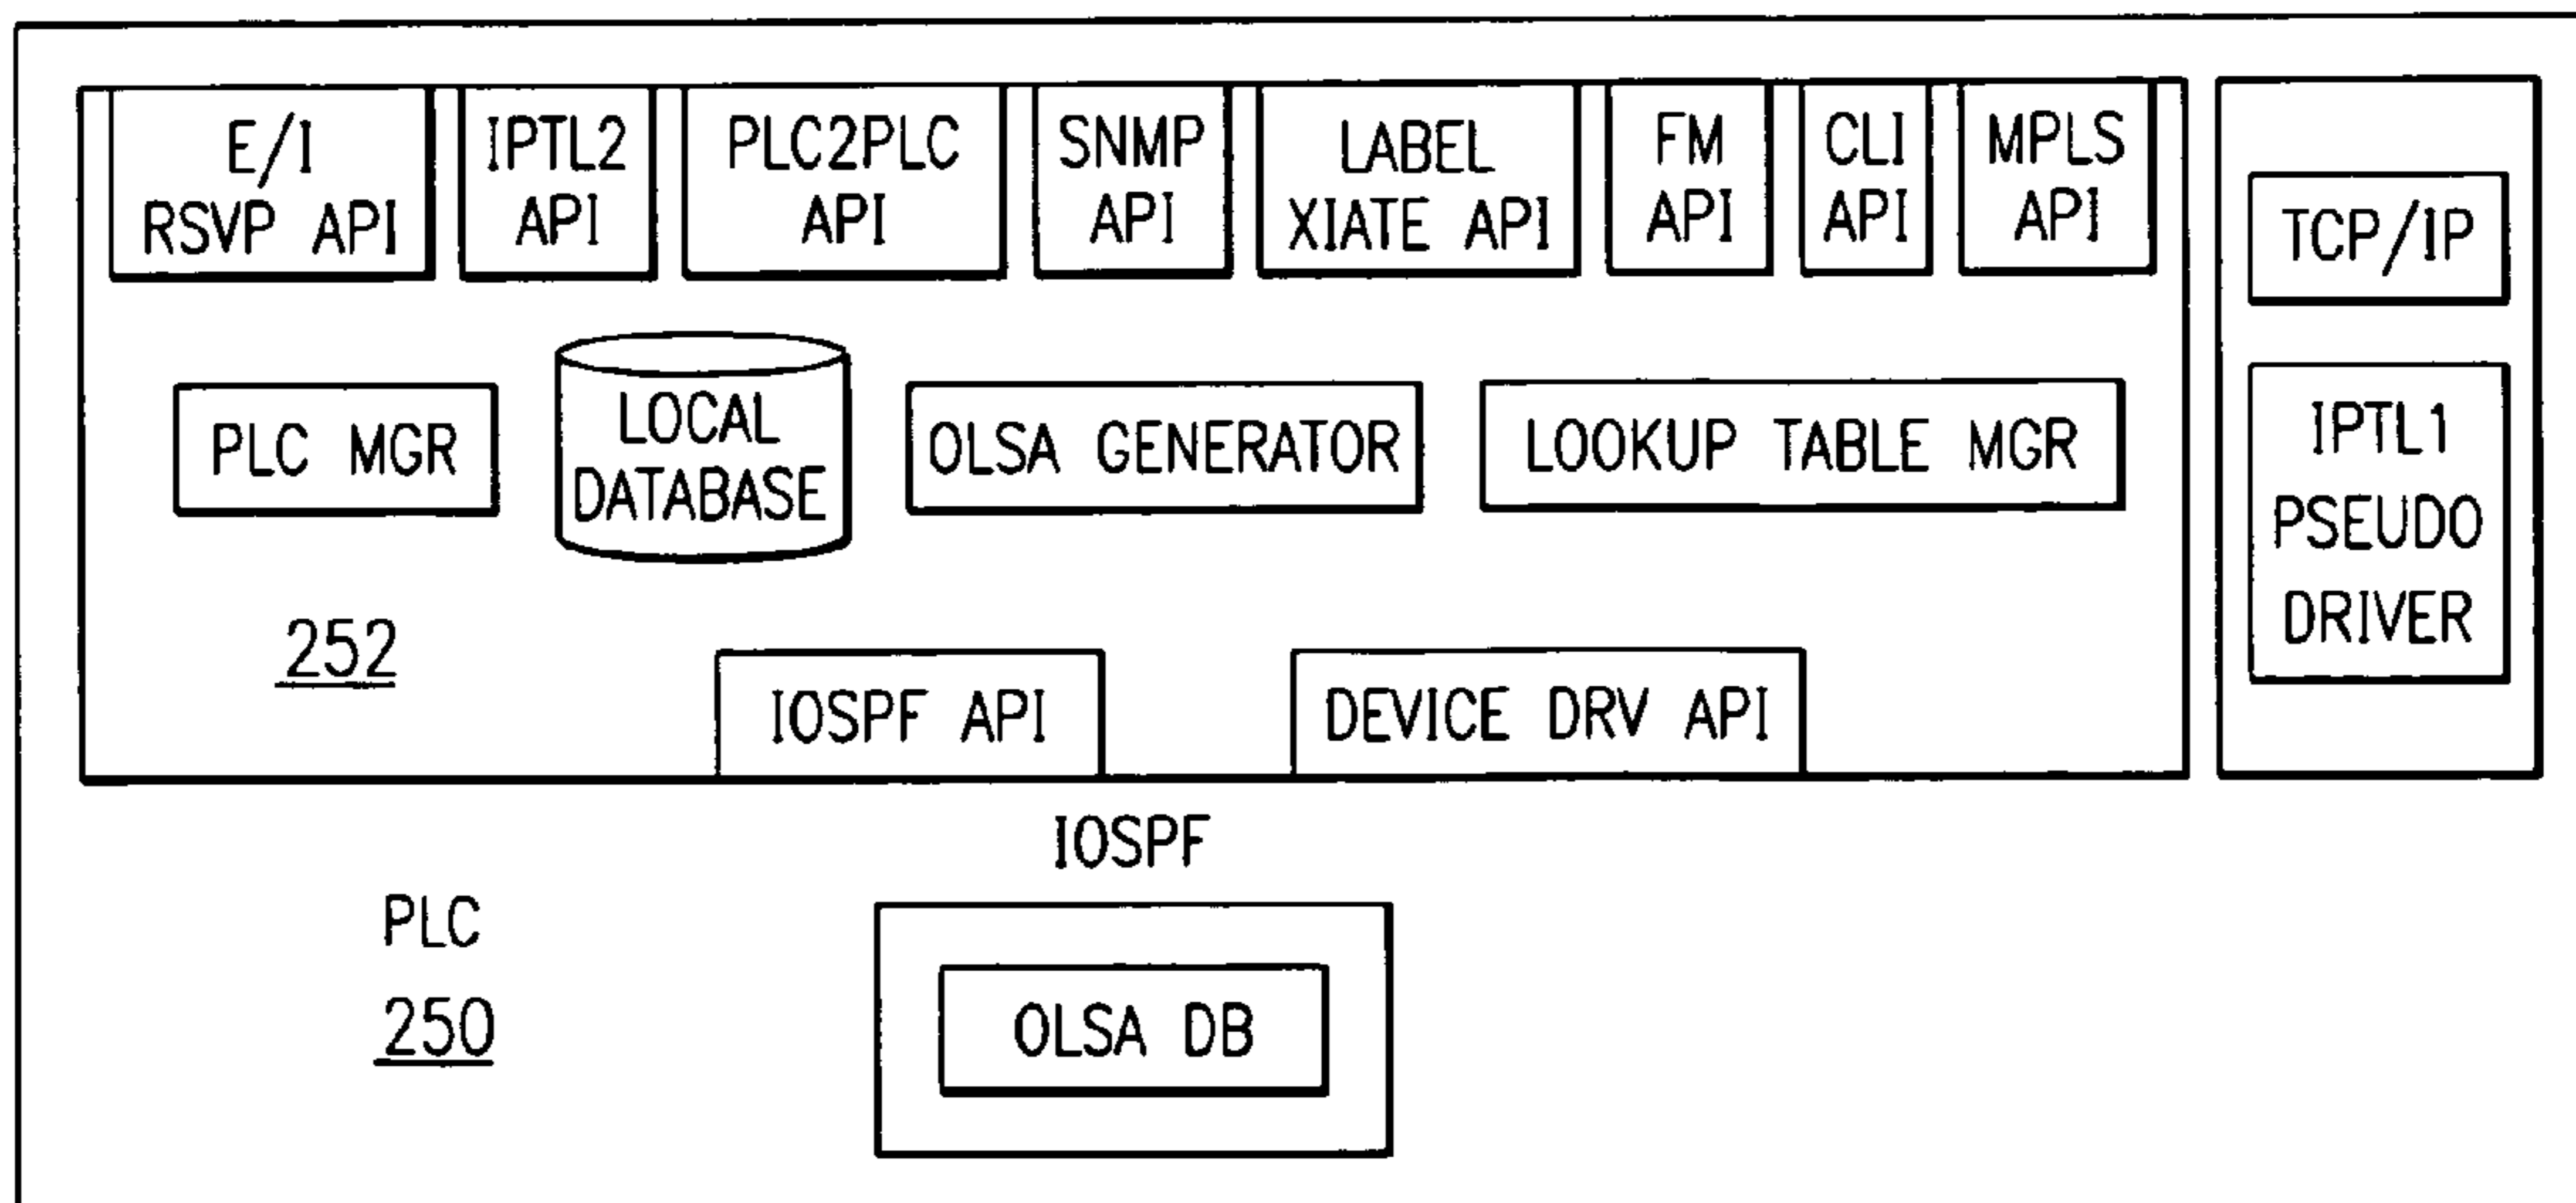 E/I
RSVP API
IPTL2
API
PLC2PLC
API
SNMP
API
LABEL
XIATE API
FM
API
CLI
API
MPLS
API
TCP/IP
PLC MGR
LOCAL
DATABASE
OLSA GENERATOR
LOOKUP TABLE MGR
IPTL1
PSEUDO
DRIVER
252
IOSPF API
DEVICE DRV API
IOSPF
PLC
250
OLSA DB